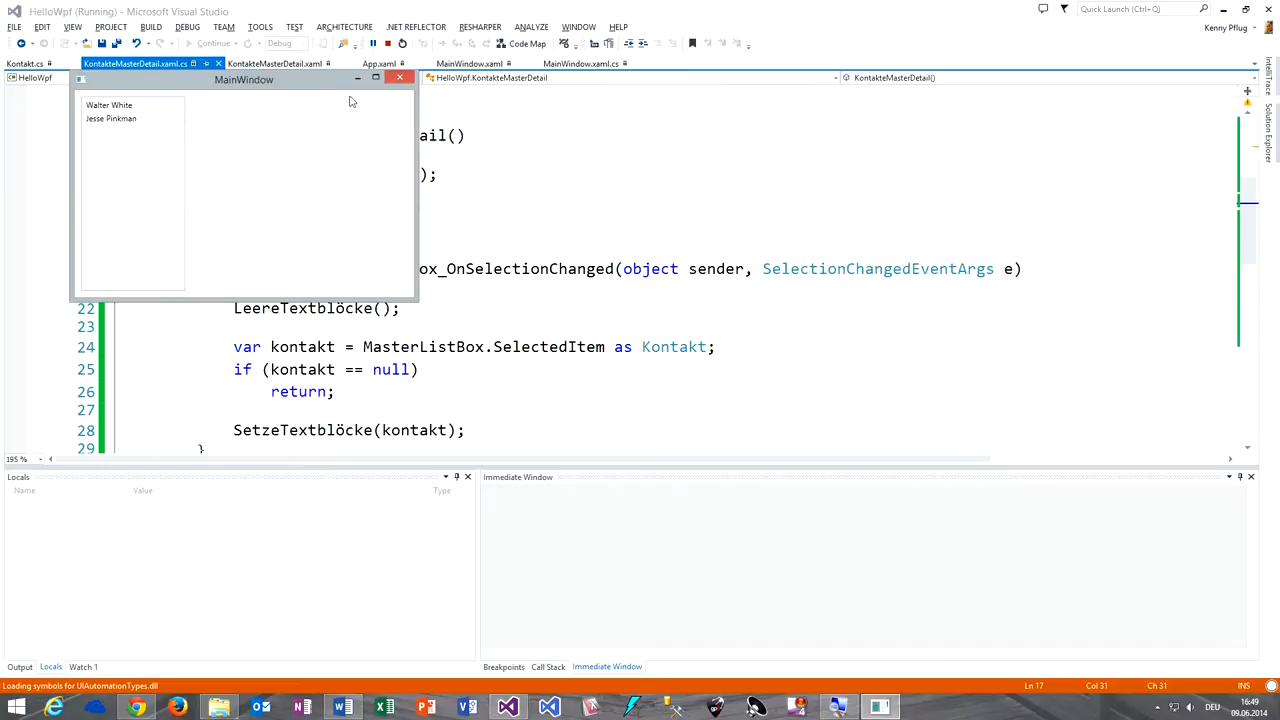 HelloWpf (Running) - Microsoft Visual Studio
Quick Launch (Ctrl+Q)
FILE EDIT VIEW PROJECT BUILD DEBUG TEAM TOOLS TEST ARCHITECTURE .NET REFLECTOR RESHARPER ANALYZE WINDOW HELP
Kenny Pflug
Continue Debug Code Map
Kontakt.cs KontakteMasterDetail.xaml.cs KontakteMasterDetail.xaml App.xaml MainWindow.xaml MainWindow.xaml.cs
HelloWpf HelloWpf.KontakteMasterDetail KontakteMasterDetail()
MainWindow
Walter White
Jesse Pinkman
ail()
);
ox_OnSelectionChanged(object sender, SelectionChangedEventArgs e)
22 LeereTextblöcke();
23
24 var kontakt = MasterListBox.SelectedItem as Kontakt;
25 if (kontakt == null)
26 return;
27
28 SetzeTextblöcke(kontakt);
29 }
195 %
IntelliTrace
Solution Explorer
Locals
Name Value Type
Immediate Window
Output Locals Watch 1
Breakpoints Call Stack Immediate Window
Loading symbols for UIAutomationTypes.dll
Ln 17 Col 31 Ch 31 INS
DEU
16:49
09.06.2014